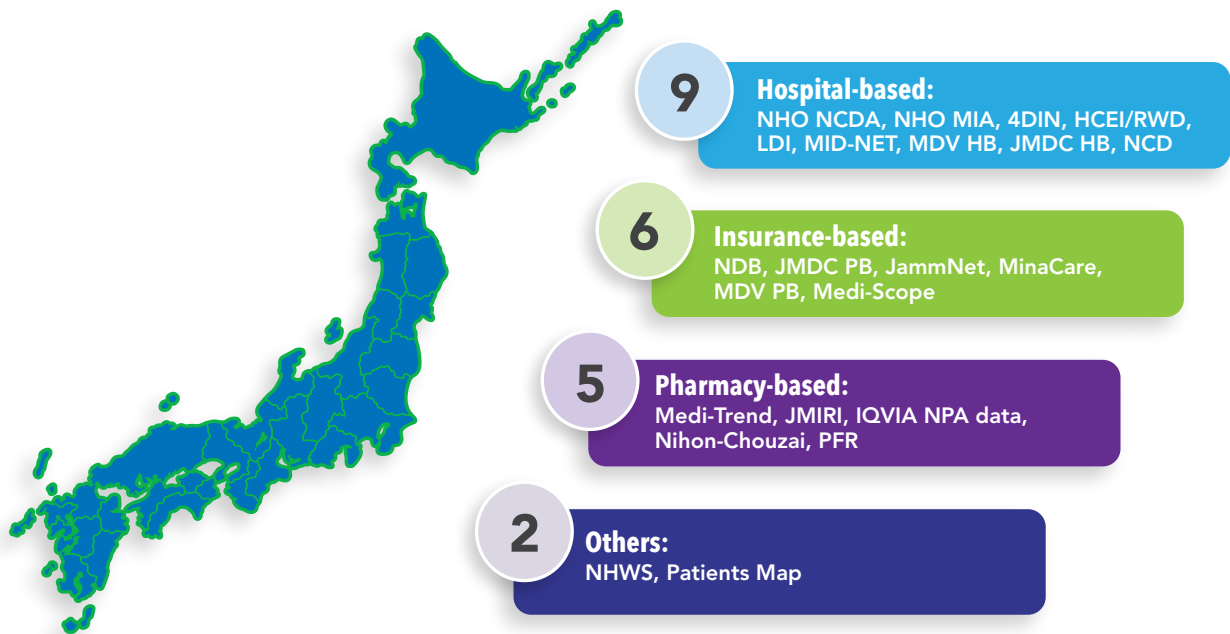 9
Hospital-based:
NHO NCDA, NHO MIA, 4DIN, HCEI/RWD,
LDI, MID-NET, MDV HB, JMDC HB, NCD
6
Insurance-based:
NDB, JMDC PB, JammNet, MinaCare,
MDV PB, Medi-Scope
5
Pharmacy-based:
Medi-Trend, JMIRI, IQVIA NPA data,
Nihon-Chouzai, PFR
2
Others:
NHWS, Patients Map